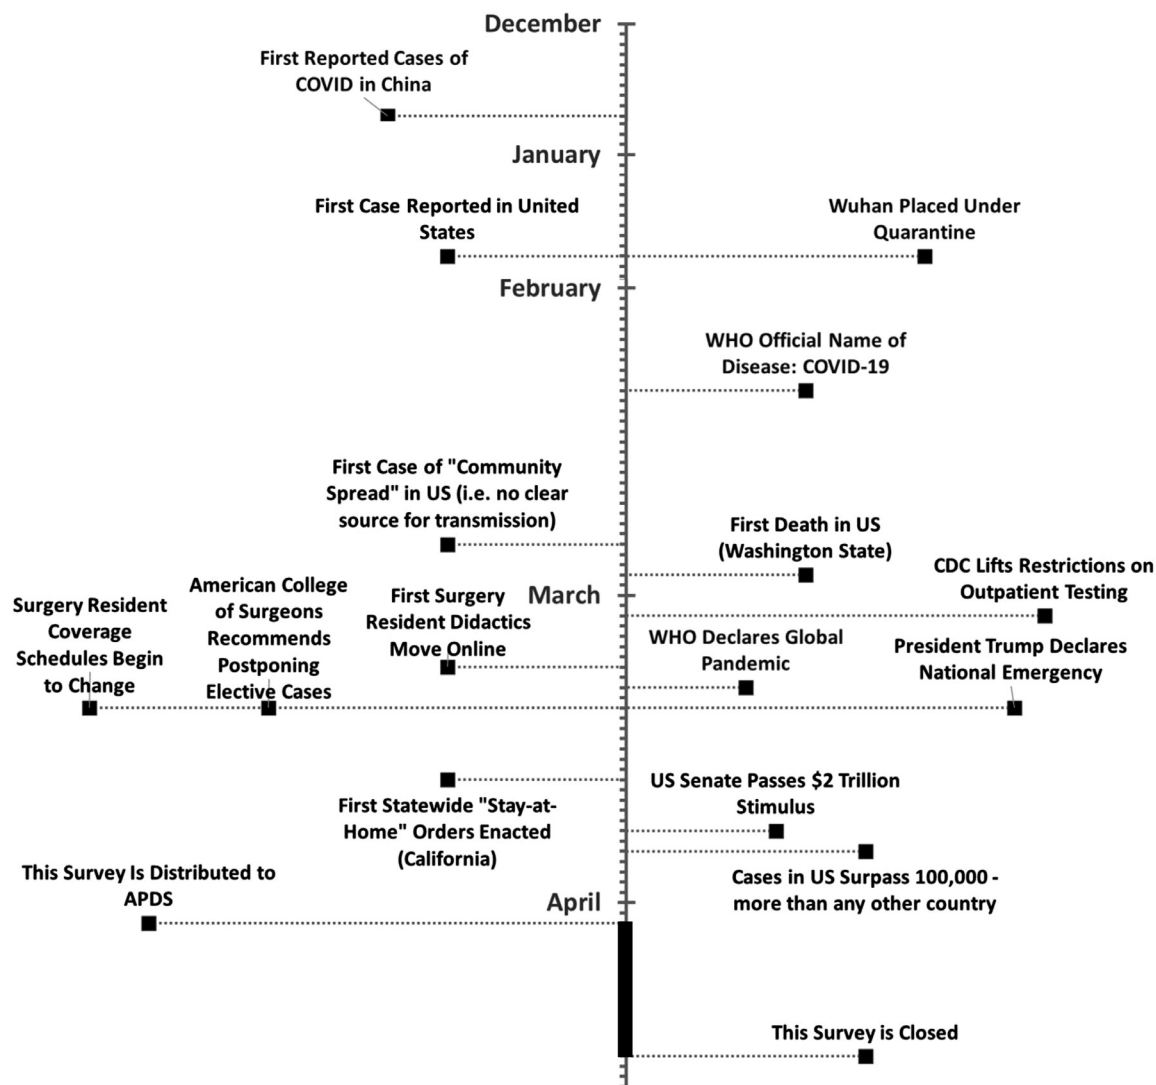 December
First Reported Cases of
COVID in China
January
First Case Reported in United
States
Wuhan Placed Under
Quarantine
February
WHO Official Name of
Disease: COVID-19
First Case of "Community
Spread" in US (i.e. no clear
source for transmission)
First Death in US
(Washington State)
CDC Lifts Restrictions on
Outpatient Testing
March
Surgery Resident
Coverage
Schedules Begin
to Change
American College
of Surgeons
Recommends
Postponing
Elective Cases
First Surgery
Resident Didactics
Move Online
WHO Declares Global
Pandemic
President Trump Declares
National Emergency
First Statewide "Stay-at-
Home" Orders Enacted
(California)
US Senate Passes $2 Trillion
Stimulus
Cases in US Surpass 100,000 -
more than any other country
This Survey Is Distributed to
APDS
April
This Survey is Closed